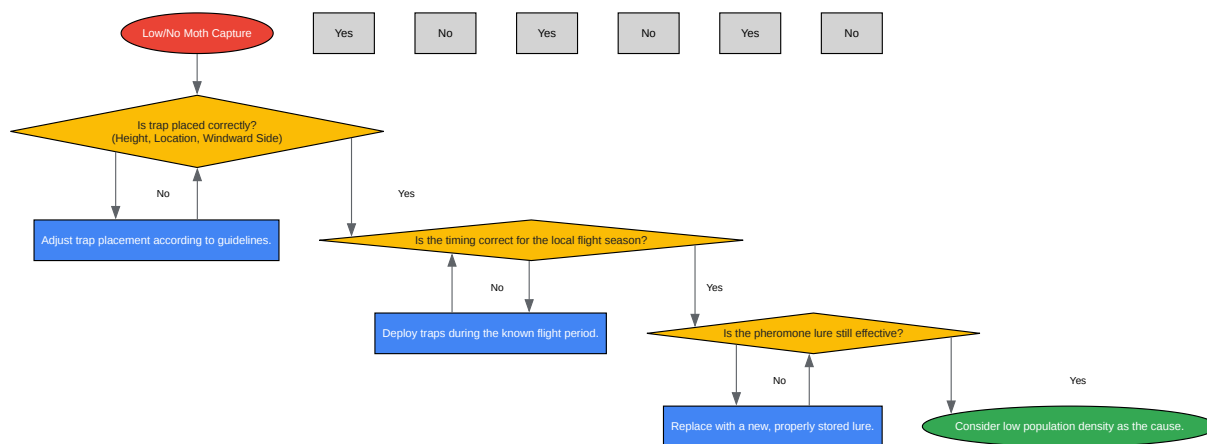 Low/No Moth Capture
Yes
No
Yes
No
Yes
No
Is trap placed correctly?
(Height, Location, Windward Side)
No
Yes
Adjust trap placement according to guidelines.
Is the timing correct for the local flight season?
No
Yes
Deploy traps during the known flight period.
Is the pheromone lure still effective?
No
Yes
Replace with a new, properly stored lure.
Consider low population density as the cause.